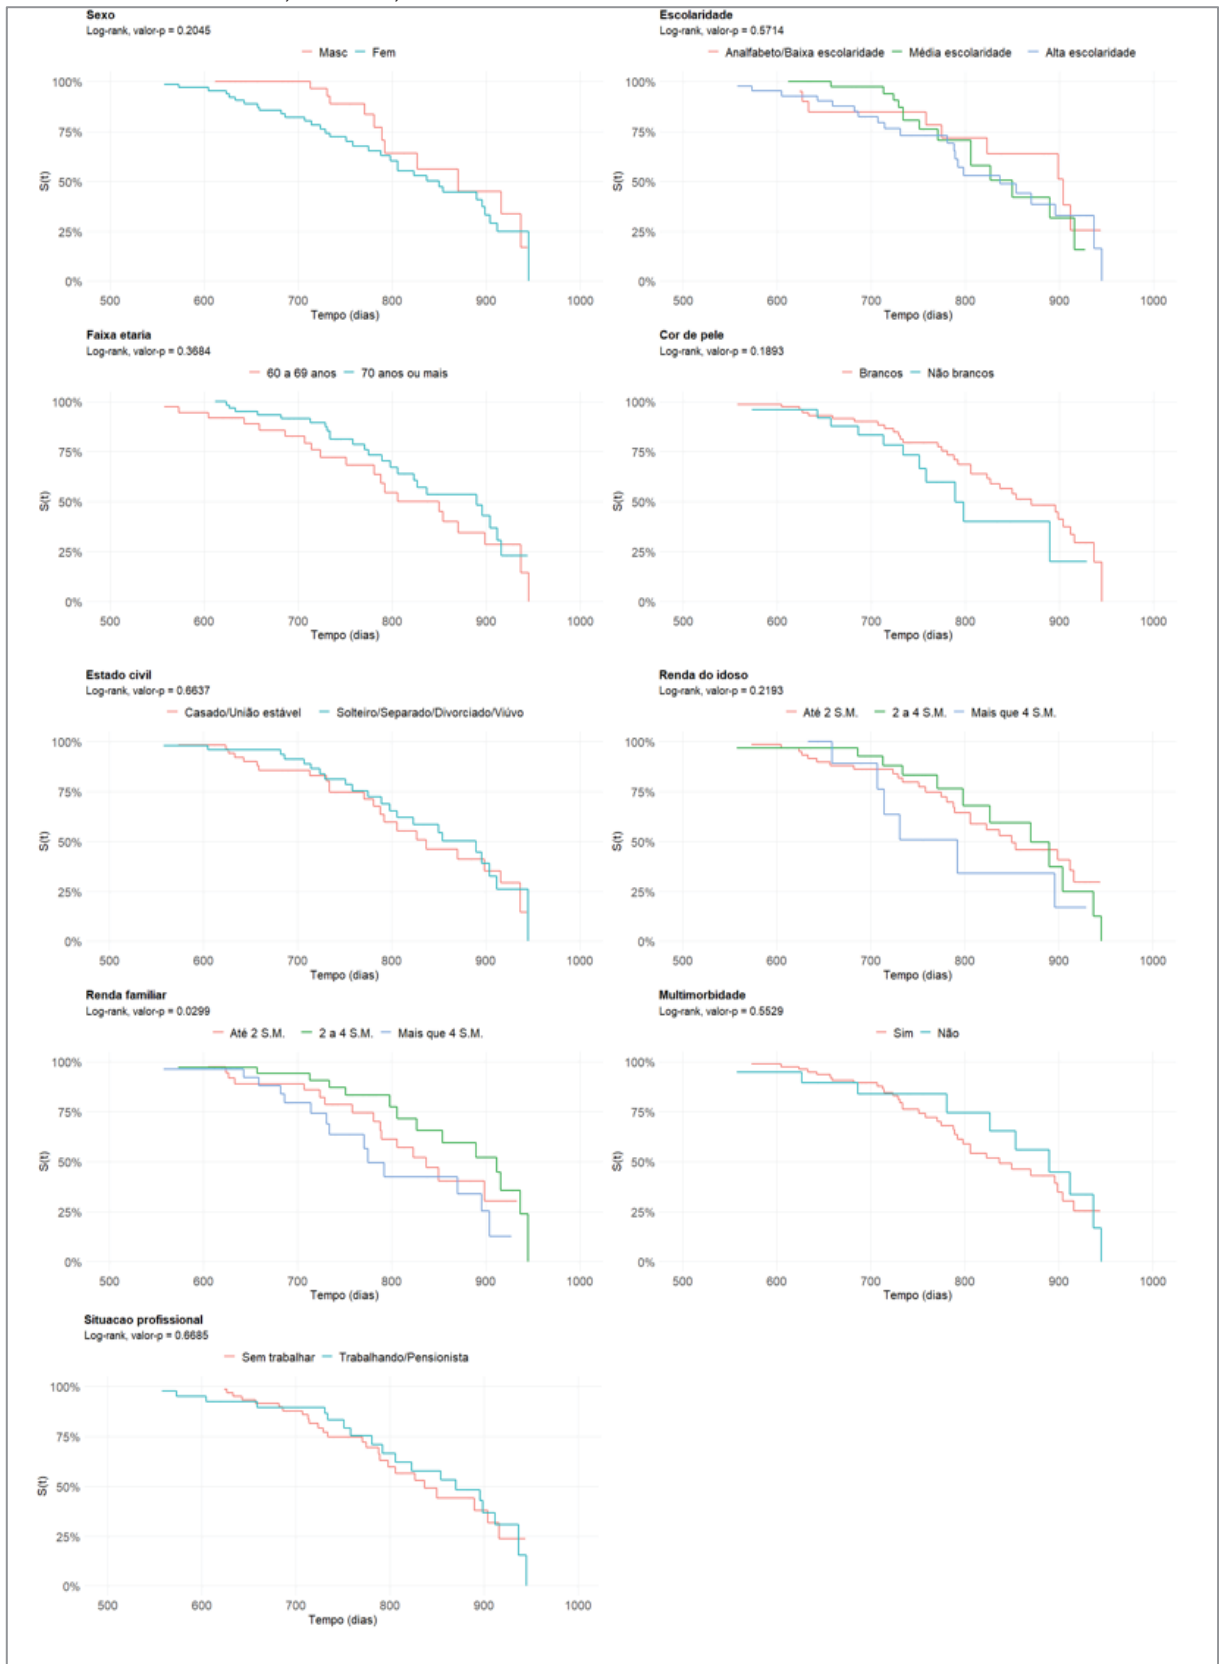 Sexo
Log-rank, valor-p = 0.2045
Masc Fem
100%
75%
50%
25%
0%
S(t)
500 600 700 800 900 1000
Tempo (dias)
Escolaridade
Log-rank, valor-p = 0.5714
Analfabeto/Baixa escolaridade Média escolaridade Alta escolaridade
100%
75%
50%
25%
0%
S(t)
500 600 700 800 900 1000
Tempo (dias)
Faixa etaria
Log-rank, valor-p = 0.3684
60 a 69 anos 70 anos ou mais
100%
75%
50%
25%
0%
S(t)
500 600 700 800 900 1000
Tempo (dias)
Cor de pele
Log-rank, valor-p = 0.1893
Brancos Não brancos
100%
75%
50%
25%
0%
S(t)
500 600 700 800 900 1000
Tempo (dias)
Estado civil
Log-rank, valor-p = 0.6637
Casado/União estável Solteiro/Separado/Divorciado/Viúvo
100%
75%
50%
25%
0%
S(t)
500 600 700 800 900 1000
Tempo (dias)
Renda do idoso
Log-rank, valor-p = 0.2193
Até 2 S.M. 2 a 4 S.M. Mais que 4 S.M.
100%
75%
50%
25%
0%
S(t)
500 600 700 800 900 1000
Tempo (dias)
Renda familiar
Log-rank, valor-p = 0.0299
Até 2 S.M. 2 a 4 S.M. Mais que 4 S.M.
100%
75%
50%
25%
0%
S(t)
500 600 700 800 900 1000
Tempo (dias)
Multimorbidade
Log-rank, valor-p = 0.5529
Sim Não
100%
75%
50%
25%
0%
S(t)
500 600 700 800 900 1000
Tempo (dias)
Situacao profissional
Log-rank, valor-p = 0.6685
Sem trabalhar Trabalhando/Pensionista
100%
75%
50%
25%
0%
S(t)
500 600 700 800 900 1000
Tempo (dias)